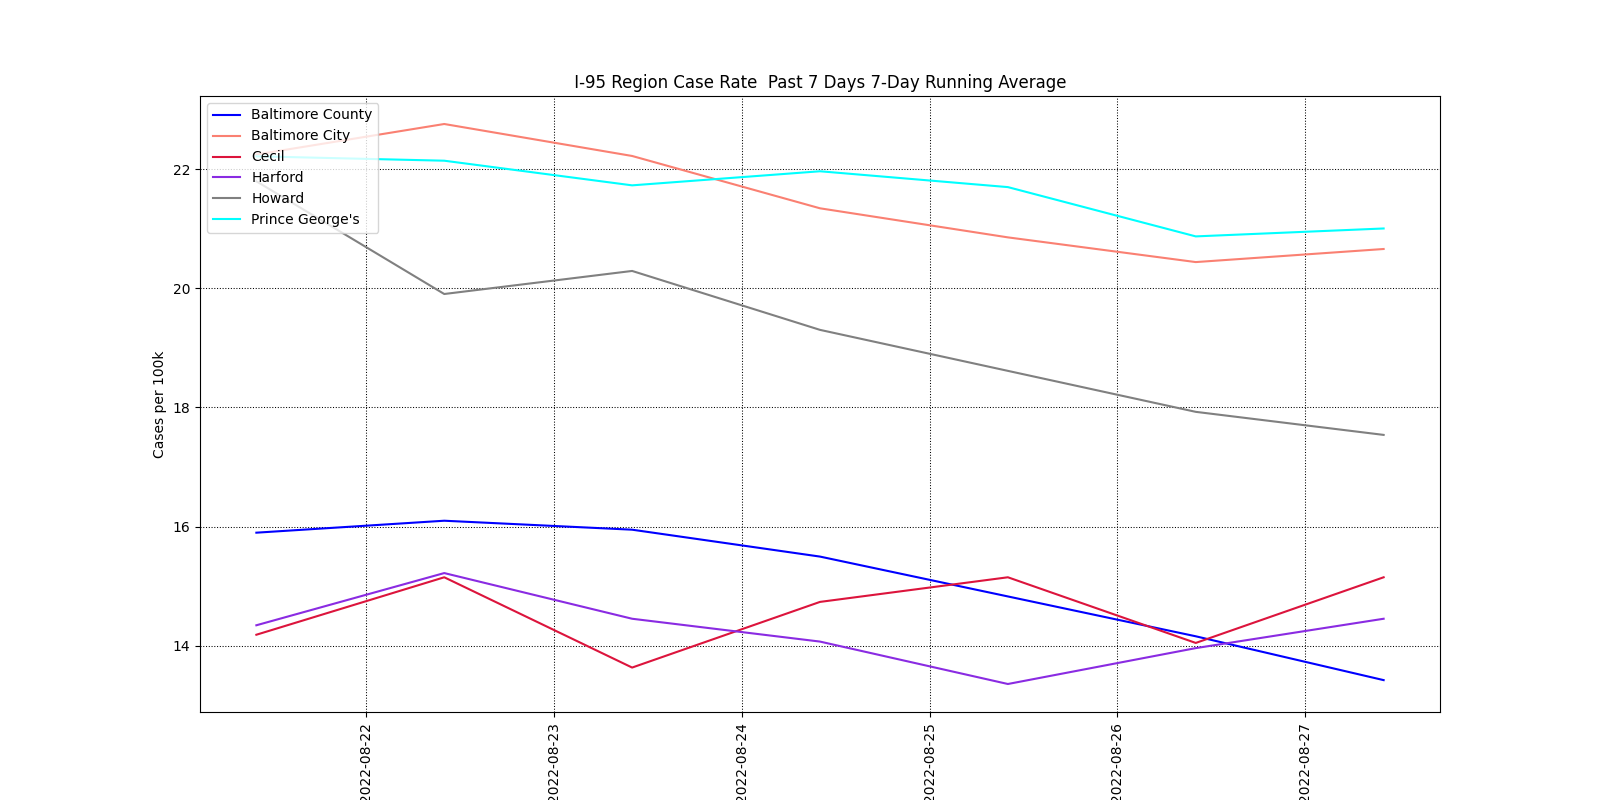 I-95 Region Case Rate  Past 7 Days 7-Day Running Average
Baltimore County
Baltimore City
Cecil
Harford
Howard
Prince George's
22
20
18
16
14
Cases per 100k
2022-08-22
2022-08-23
2022-08-24
2022-08-25
2022-08-26
2022-08-27